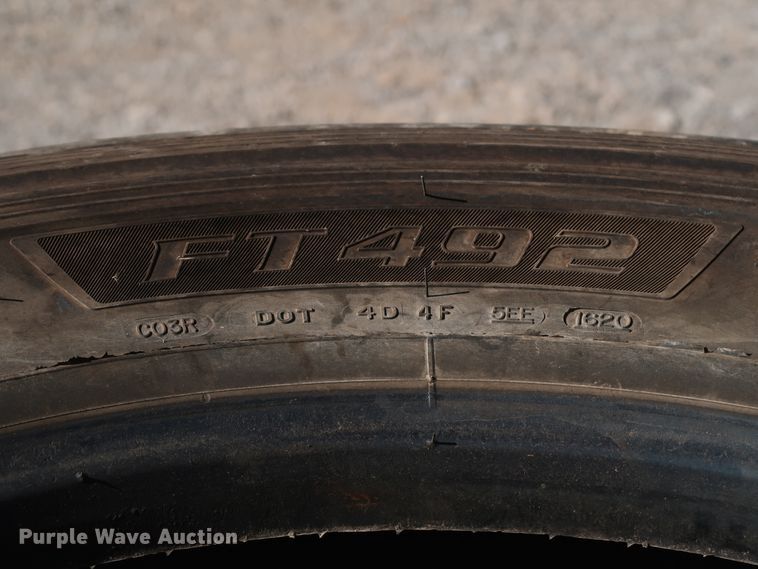 FT492
C03R DOT 4D 4F 5EE 1620
Purple Wave Auction